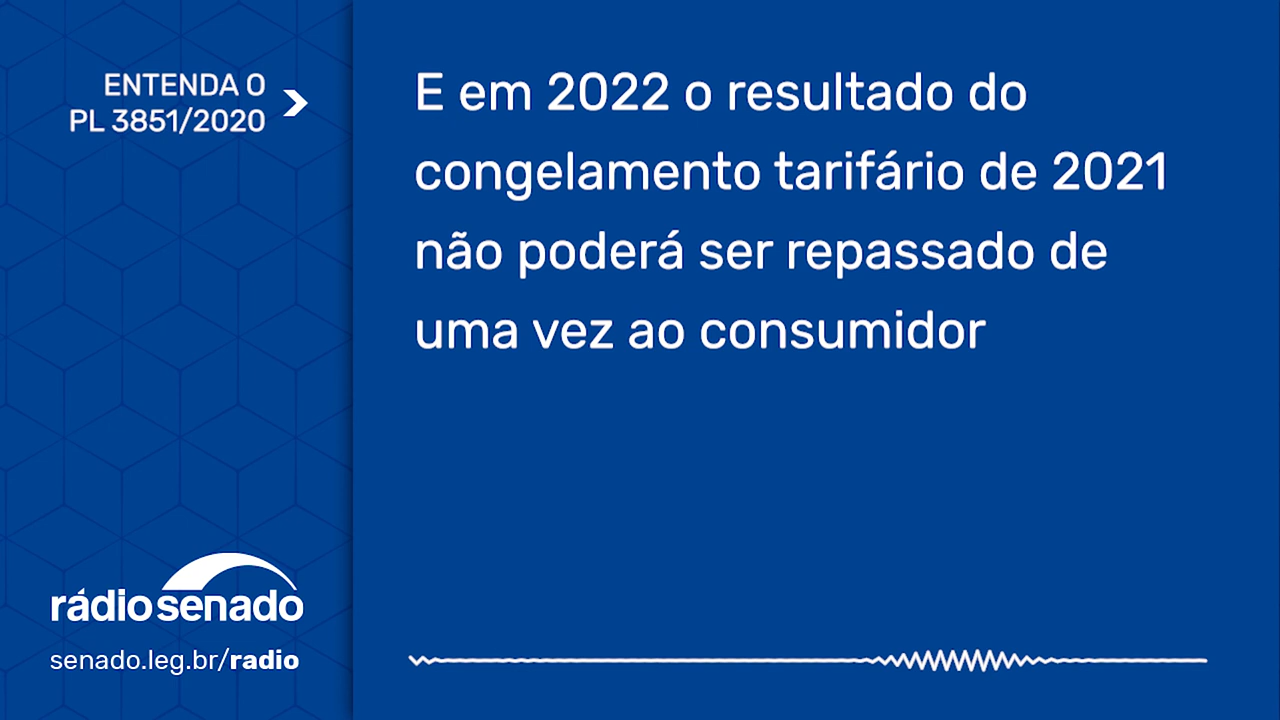 ENTENDA O
PL 3851/2020
E em 2022 o resultado do
congelamento tarifário de 2021
não poderá ser repassado de
uma vez ao consumidor
rádio senado
senado.leg.br/radio